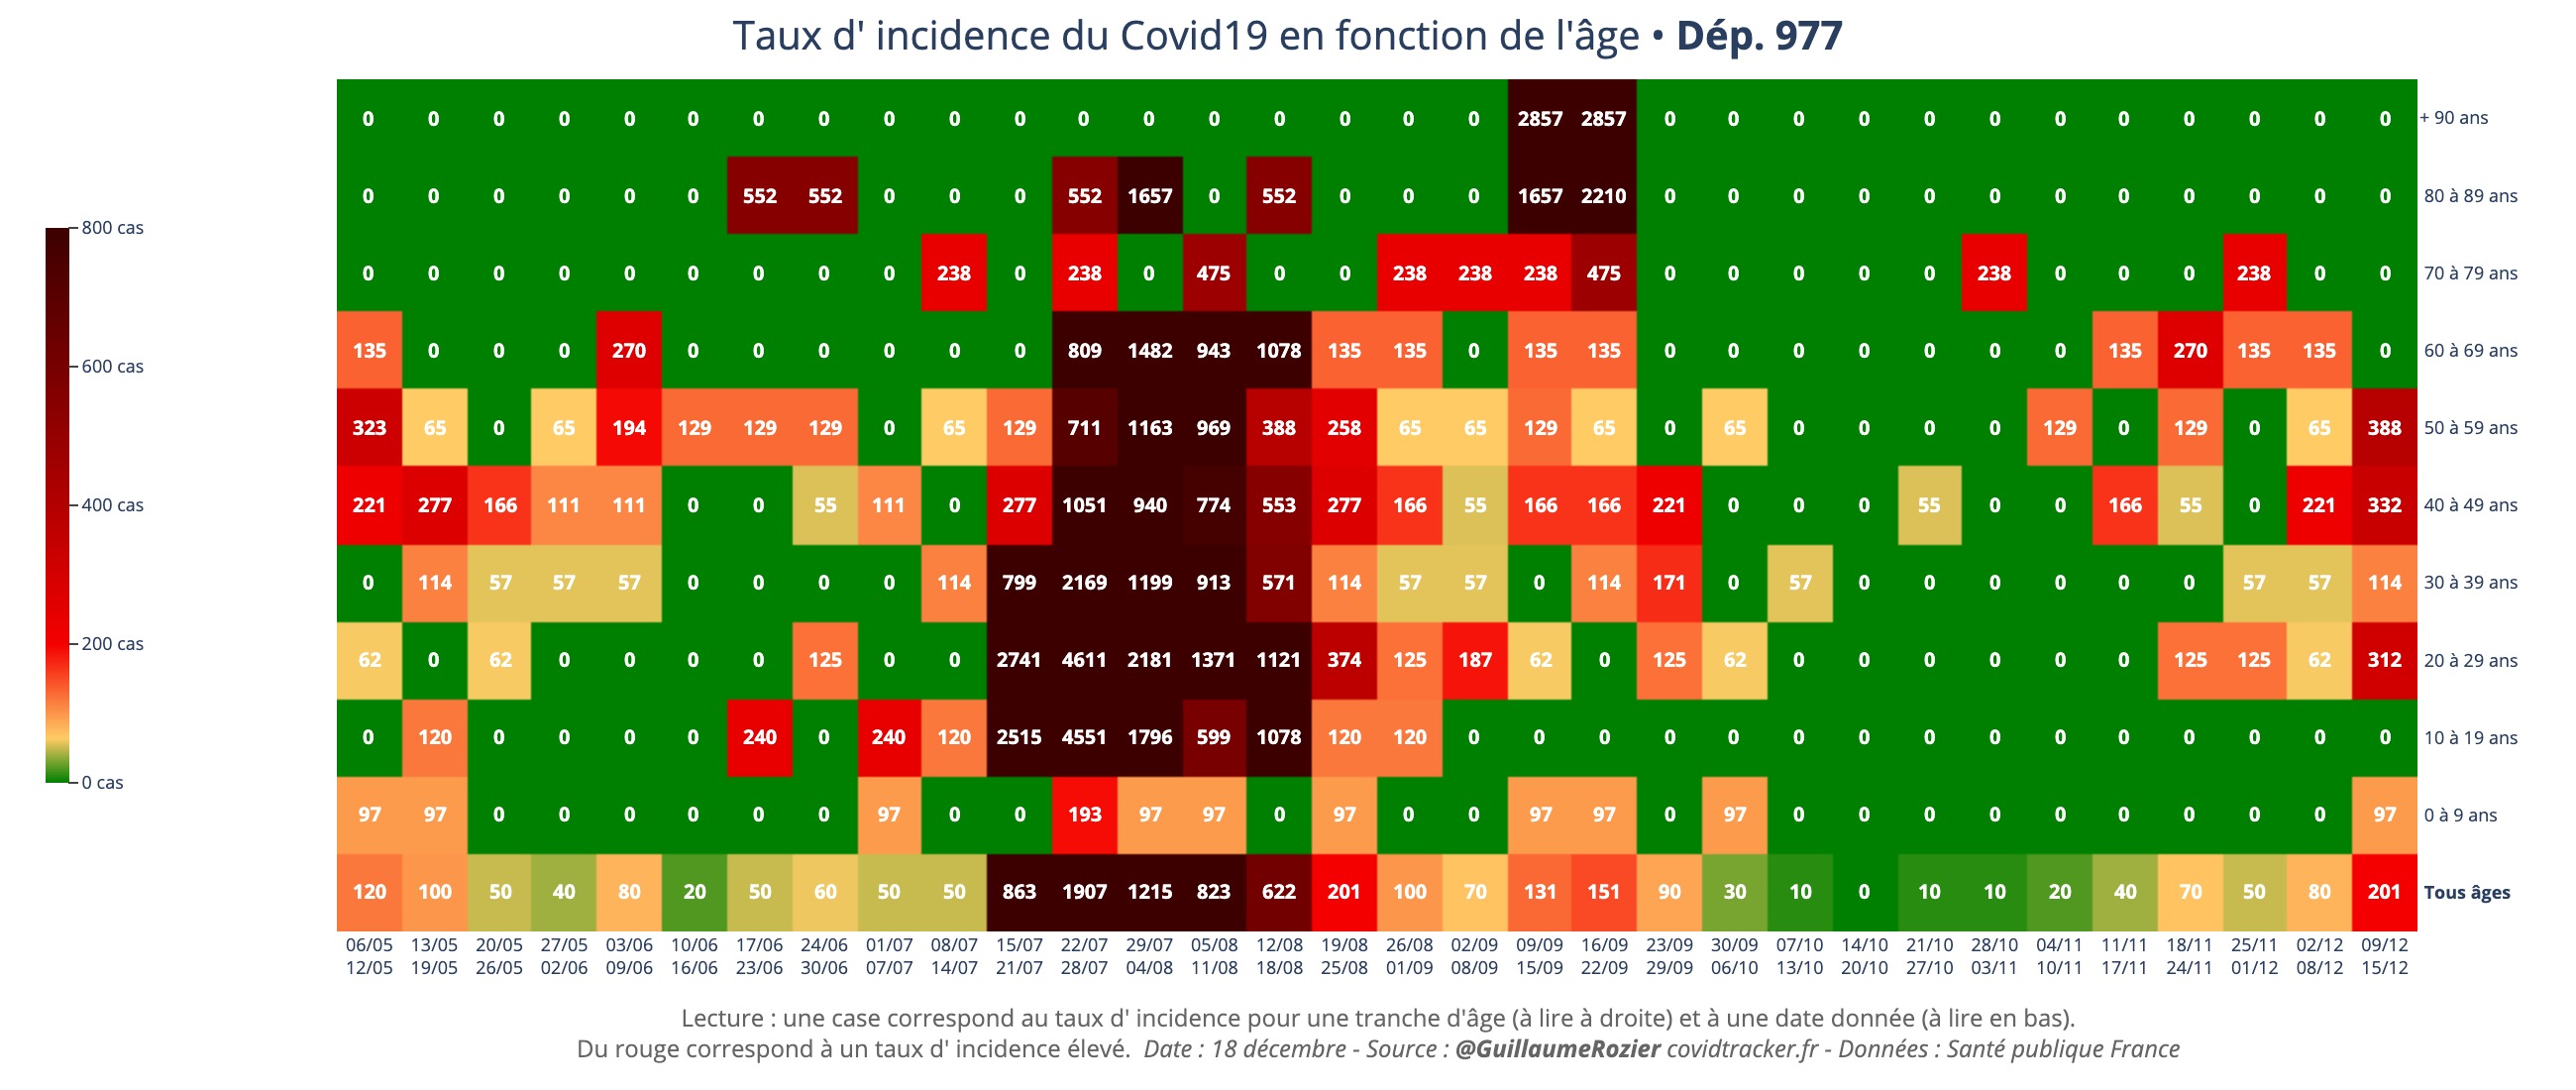 Taux d' incidence du Covid19 en fonction de l'âge • Dép. 977
0 0 0 0 0 0 0 0 0 0 0 0 0 0 0 0 0 0 2857 2857 0 0 0 0 0 0 0 0 0 0 0 0 + 90 ans
0 0 0 0 0 0 552 552 0 0 0 552 1657 0 552 0 0 0 1657 2210 0 0 0 0 0 0 0 0 0 0 0 0 80 à 89 ans
800 cas
0 0 0 0 0 0 0 0 0 238 0 238 0 475 0 0 238 238 238 475 0 0 0 0 0 238 0 0 0 238 0 0 70 à 79 ans
135 0 0 0 270 0 0 0 0 0 0 809 1482 943 1078 135 135 0 135 135 0 0 0 0 0 0 0 135 270 135 135 0 60 à 69 ans
600 cas
323 65 0 65 194 129 129 129 0 65 129 711 1163 969 388 258 65 65 129 65 0 65 0 0 0 0 129 0 129 0 65 388 50 à 59 ans
400 cas
221 277 166 111 111 0 0 55 111 0 277 1051 940 774 553 277 166 55 166 166 221 0 0 0 55 0 0 166 55 0 221 332 40 à 49 ans
0 114 57 57 57 0 0 0 0 114 799 2169 1199 913 571 114 57 57 0 114 171 0 57 0 0 0 0 0 0 57 57 114 30 à 39 ans
200 cas
62 0 62 0 0 0 0 125 0 0 2741 4611 2181 1371 1121 374 125 187 62 0 125 62 0 0 0 0 0 0 125 125 62 312 20 à 29 ans
0 120 0 0 0 0 240 0 240 120 2515 4551 1796 599 1078 120 120 0 0 0 0 0 0 0 0 0 0 0 0 0 0 0 10 à 19 ans
0 cas
97 97 0 0 0 0 0 0 97 0 0 193 97 97 0 97 0 0 97 97 0 97 0 0 0 0 0 0 0 0 0 97 0 à 9 ans
120 100 50 40 80 20 50 60 50 50 863 1907 1215 823 622 201 100 70 131 151 90 30 10 0 10 10 20 40 70 50 80 201 Tous âges
06/05 13/05 20/05 27/05 03/06 10/06 17/06 24/06 01/07 08/07 15/07 22/07 29/07 05/08 12/08 19/08 26/08 02/09 09/09 16/09 23/09 30/09 07/10 14/10 21/10 28/10 04/11 11/11 18/11 25/11 02/12 09/12
12/05 19/05 26/05 02/06 09/06 16/06 23/06 30/06 07/07 14/07 21/07 28/07 04/08 11/08 18/08 25/08 01/09 08/09 15/09 22/09 29/09 06/10 13/10 20/10 27/10 03/11 10/11 17/11 24/11 01/12 08/12 15/12
Lecture : une case correspond au taux d' incidence pour une tranche d'âge (à lire à droite) et à une date donnée (à lire en bas).
Du rouge correspond à un taux d' incidence élevé. Date : 18 décembre - Source : @GuillaumeRozier covidtracker.fr - Données : Santé publique France